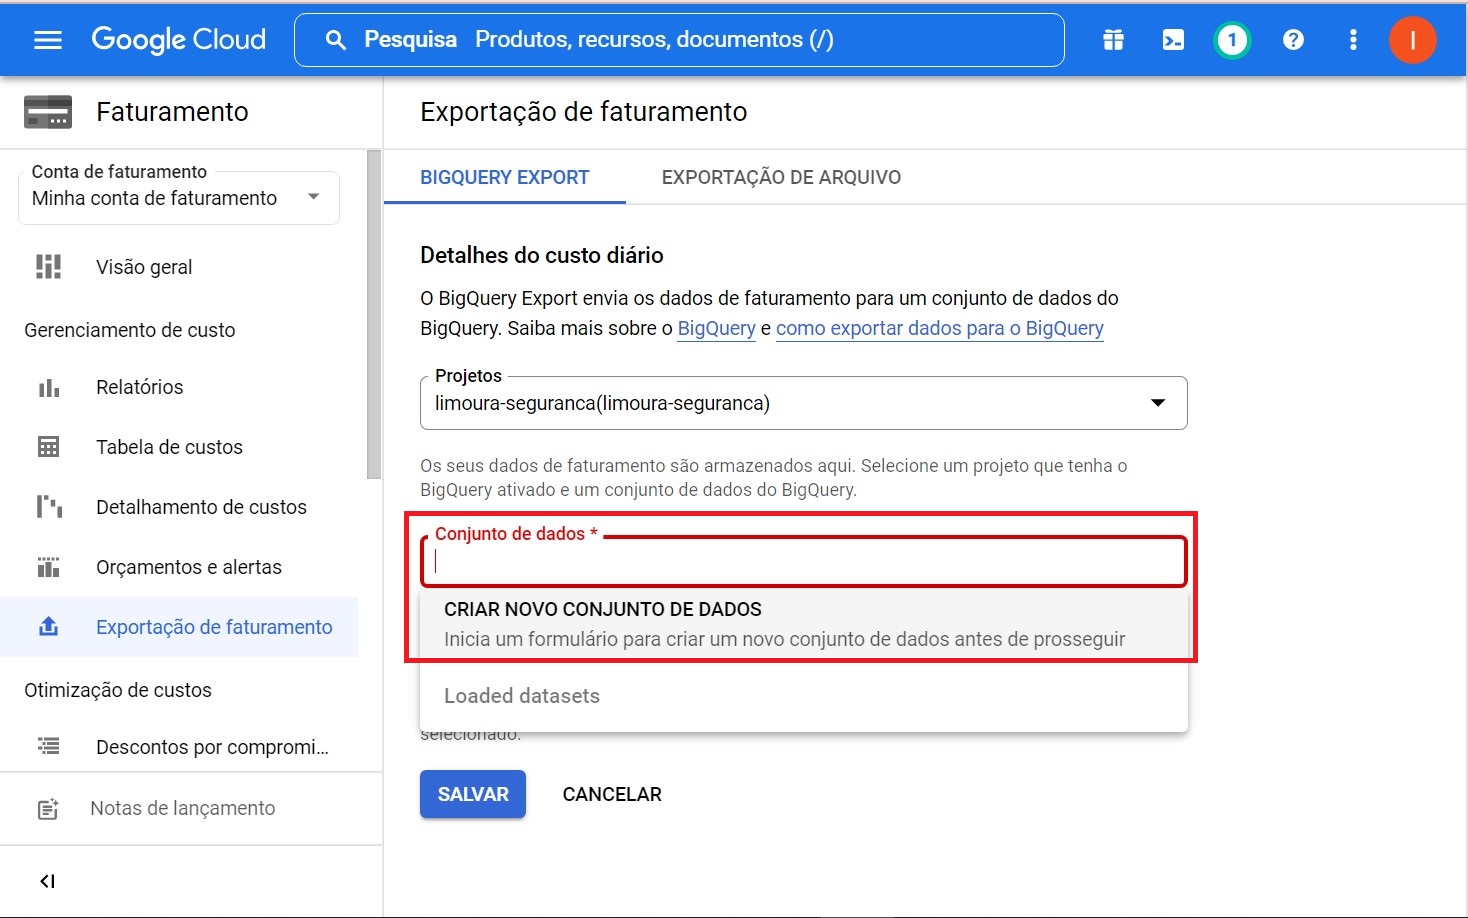 Google Cloud
Pesquisa Produtos, recursos, documentos (/)
1
I
Faturamento
Conta de faturamento
Minha conta de faturamento
Visão geral
Gerenciamento de custo
Relatórios
Tabela de custos
Detalhamento de custos
Orçamentos e alertas
Exportação de faturamento
Otimização de custos
Descontos por compromi...
Notas de lançamento
Exportação de faturamento
BIGQUERY EXPORT
EXPORTAÇÃO DE ARQUIVO
Detalhes do custo diário
O BigQuery Export envia os dados de faturamento para um conjunto de dados do
BigQuery. Saiba mais sobre o BigQuery e como exportar dados para o BigQuery
Projetos
limoura-seguranca(limoura-seguranca)
Os seus dados de faturamento são armazenados aqui. Selecione um projeto que tenha o
BigQuery ativado e um conjunto de dados do BigQuery.
Conjunto de dados *
CRIAR NOVO CONJUNTO DE DADOS
Inicia um formulário para criar um novo conjunto de dados antes de prosseguir
Loaded datasets
selecionado.
SALVAR
CANCELAR